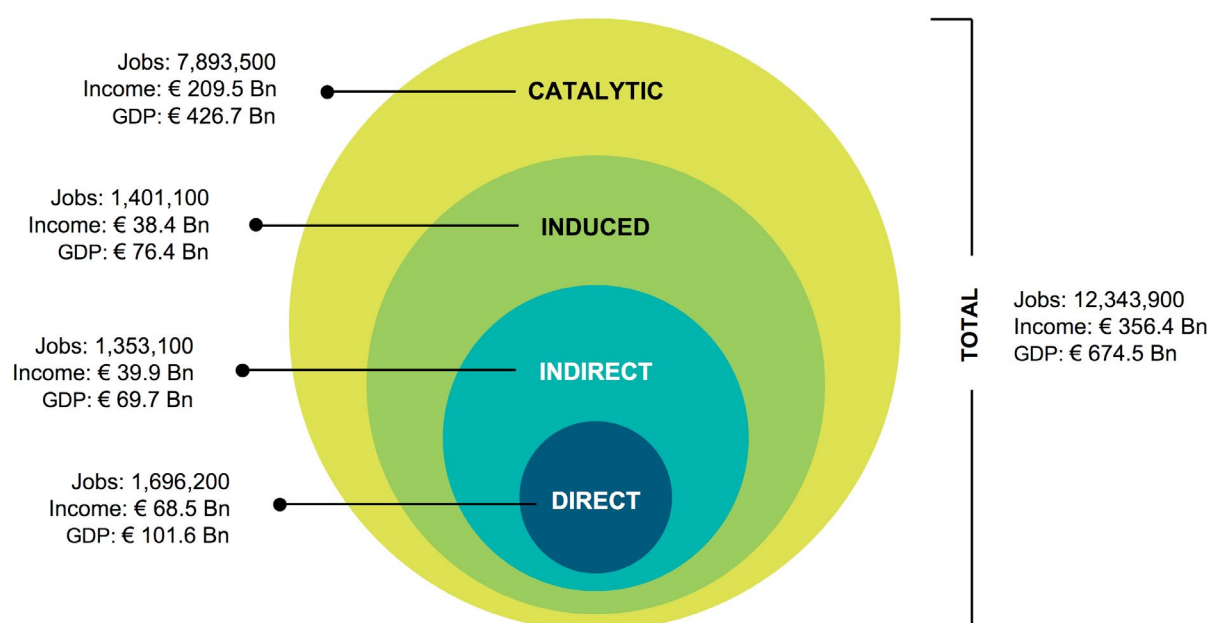 Jobs: 7,893,500
Income: € 209.5 Bn
GDP: € 426.7 Bn
CATALYTIC
Jobs: 1,401,100
Income: € 38.4 Bn
GDP: € 76.4 Bn
INDUCED
Jobs: 1,353,100
Income: € 39.9 Bn
GDP: € 69.7 Bn
INDIRECT
Jobs: 1,696,200
Income: € 68.5 Bn
GDP: € 101.6 Bn
DIRECT
TOTAL
Jobs: 12,343,900
Income: € 356.4 Bn
GDP: € 674.5 Bn